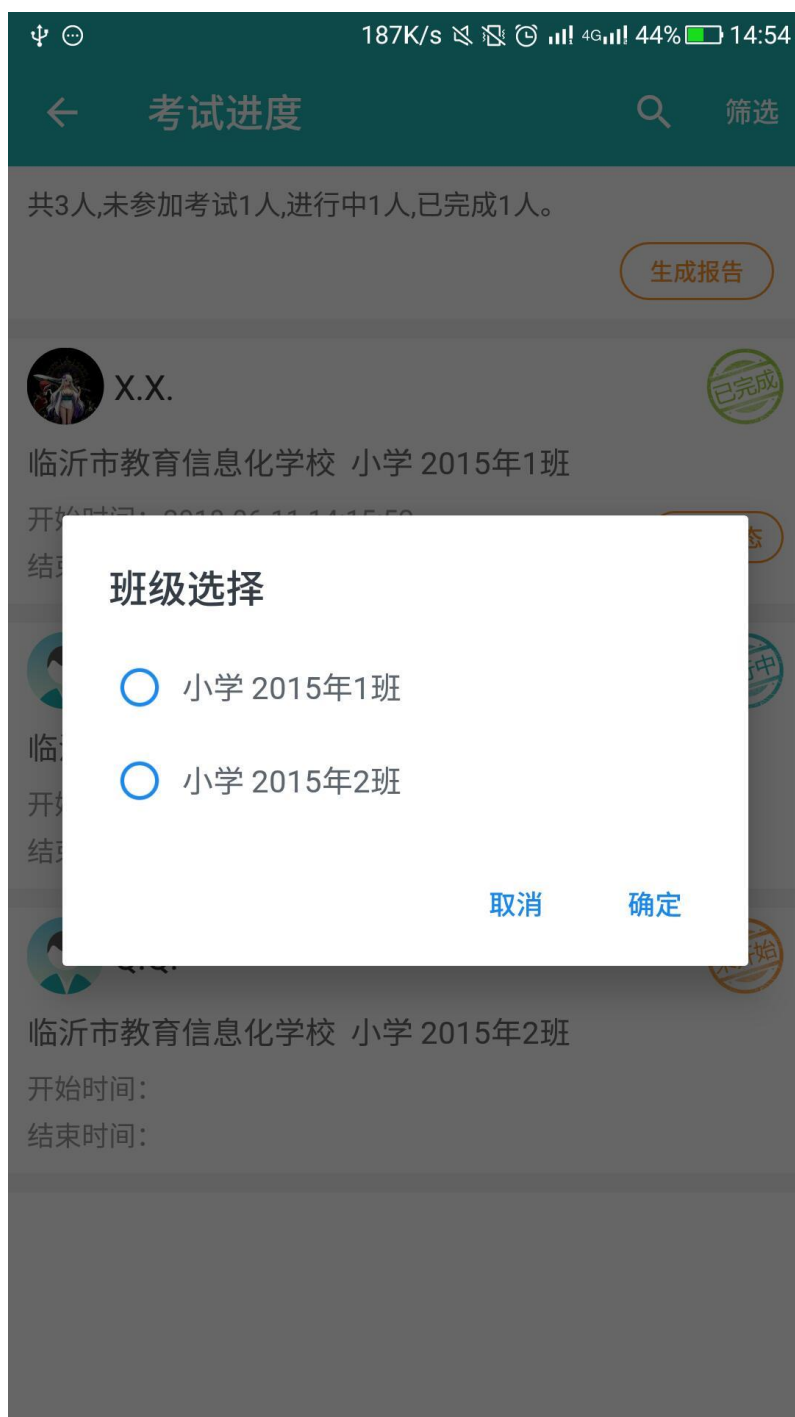 187K/s 4G 44% 14:54
考试进度 筛选
共3人,未参加考试1人,进行中1人,已完成1人。
生成报告
X.X. 已完成
临沂市教育信息化学校 小学 2015年1班
班级选择
小学 2015年1班
小学 2015年2班
取消 确定
临沂市教育信息化学校 小学 2015年2班
开始时间：
结束时间：